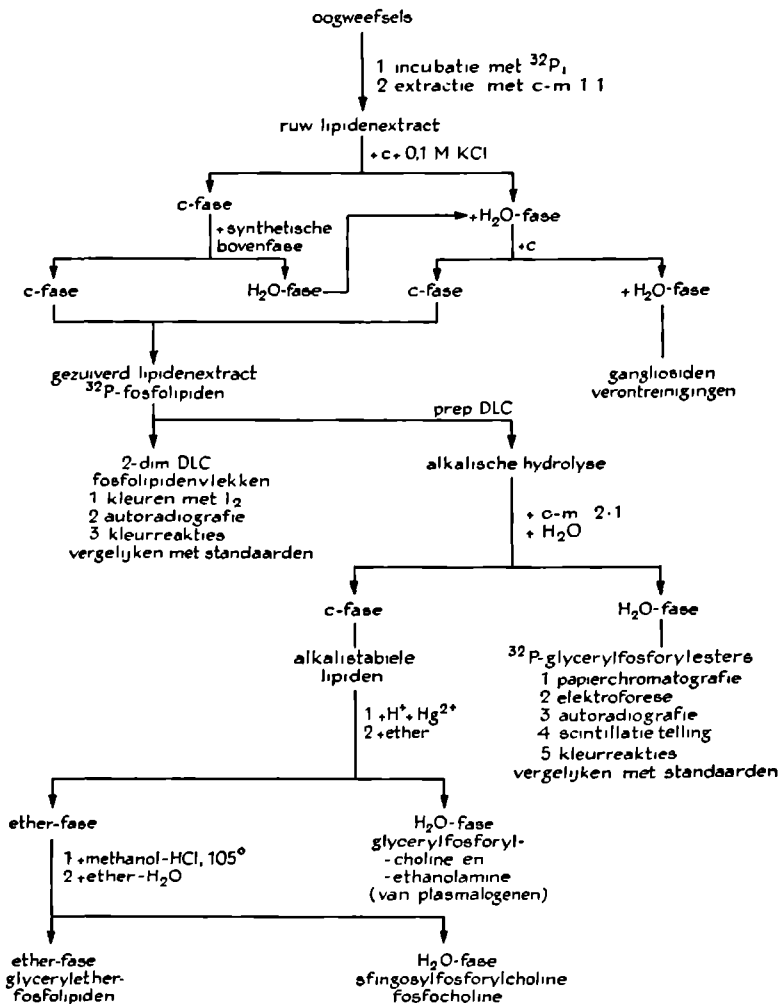 oogweefsels
1 incubatie met ³²Pᵢ
2 extractie met c-m 1 1
ruw lipidenextract
+c+0,1 M KCl
c-fase
+synthetische
bovenfase
+H₂O-fase
+c
c-fase
H₂O-fase
c-fase
+H₂O-fase
gezuiverd lipidenextract
³²P-fosfolipiden
gangliosiden
verontreinigingen
prep DLC
2-dim DLC
fosfolipidenvlekken
1 kleuren met I₂
2 autoradiografie
3 kleurreakties
vergelijken met standaarden
alkalische hydrolyse
+ c-m 2·1
+ H₂O
c-fase
H₂O-fase
alkalistabiele
lipiden
³²P-glycerylfosforylesters
1 papierchromatografie
2 elektroforese
3 autoradiografie
4 scintillatie telling
5 kleurreakties
vergelijken met standaarden
1 +H⁺+Hg²⁺
2 +ether
ether-fase
H₂O-fase
glycerylfosforyl-
-choline en
-ethanolamine
(van plasmalogenen)
1 +methanol-HCl, 105°
2 +ether-H₂O
ether-fase
glycerylether-
fosfolipiden
H₂O-fase
sfingosylfosforylcholine
fosfocholine